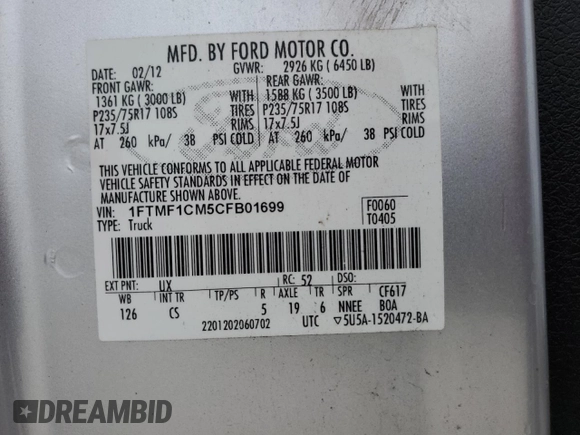 MFD. BY FORD MOTOR CO.
DATE: 02/12 GVWR: 2926 KG ( 6450 LB)
FRONT GAWR: REAR GAWR:
1361 KG ( 3000 LB) WITH 1588 KG ( 3500 LB) WITH
P235/75R17 108S TIRES P235/75R17 108S TIRES
17x7.5J RIMS 17x7.5J RIMS
AT 260 kPa/ 38 PSI COLD AT 260 kPa/ 38 PSI COLD
THIS VEHICLE CONFORMS TO ALL APPLICABLE FEDERAL MOTOR
VEHICLE SAFETY STANDARDS IN EFFECT ON THE DATE OF
MANUFACTURE SHOWN ABOVE.
VIN: 1FTMF1CM5CFB01699 F0060
TYPE: Truck T0405
EXT PNT: UX RC: 52 DSO:
WB INT TR TP/PS R AXLE TR SPR CF617
126 CS 5 19 6 NNEE BOA
2201202060702 UTC ▽5U5A-1520472-BA
DREAMBID